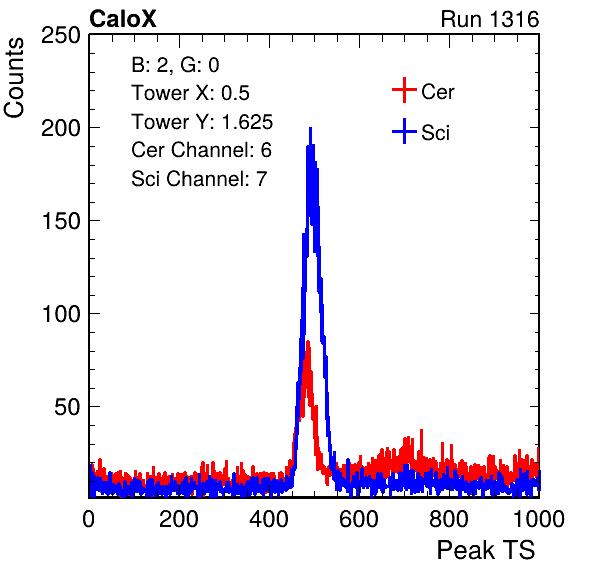 CaloX Run 1316
Counts
250
200
150
100
50
B: 2, G: 0
Tower X: 0.5
Tower Y: 1.625
Cer Channel: 6
Sci Channel: 7
Cer
Sci
0 200 400 600 800 1000
Peak TS